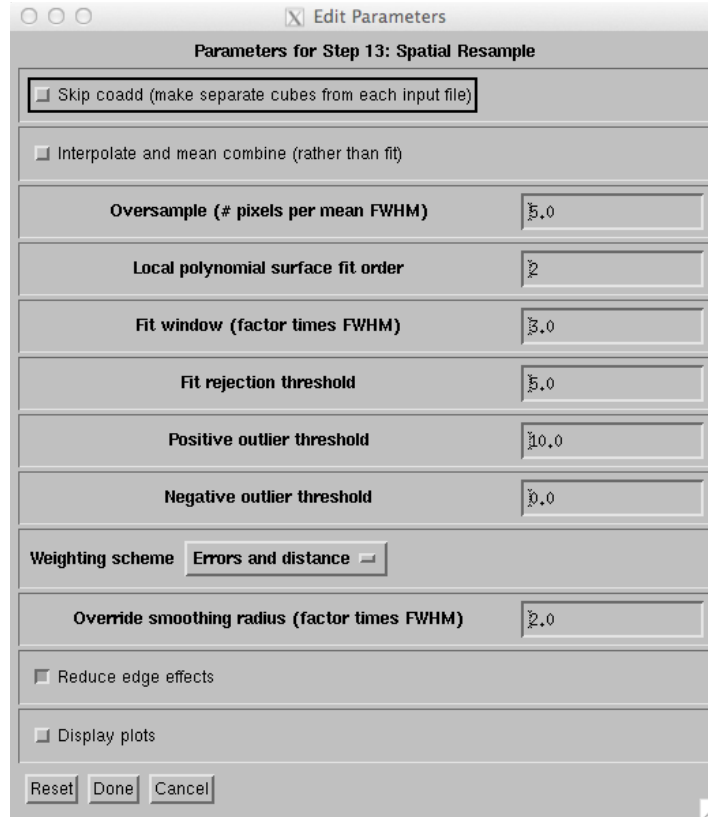 X Edit Parameters
Parameters for Step 13: Spatial Resample
Skip coadd (make separate cubes from each input file)
Interpolate and mean combine (rather than fit)
Oversample (# pixels per mean FWHM) 5.0
Local polynomial surface fit order 2
Fit window (factor times FWHM) 3.0
Fit rejection threshold 5.0
Positive outlier threshold 10.0
Negative outlier threshold 0.0
Weighting scheme Errors and distance
Override smoothing radius (factor times FWHM) 2.0
Reduce edge effects
Display plots
Reset Done Cancel